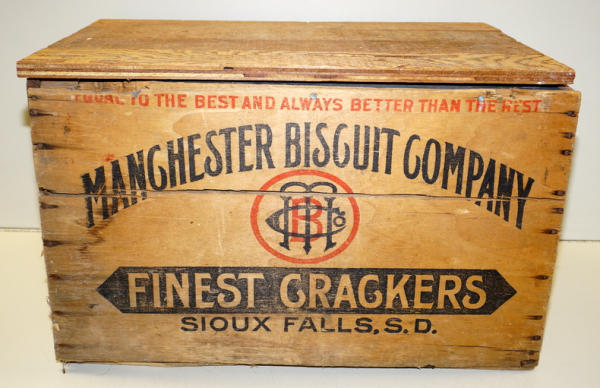 EQUAL TO THE BEST AND ALWAYS BETTER THAN THE REST
MANCHESTER BISCUIT COMPANY
FINEST CRACKERS
SIOUX FALLS, S.D.